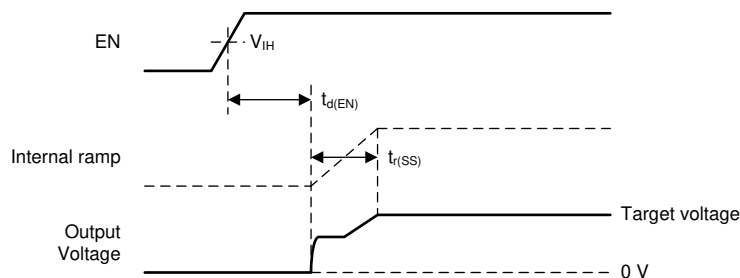 EN
V_IH
t_d(EN)
Internal ramp
t_r(SS)
Output
Voltage
Target voltage
0 V